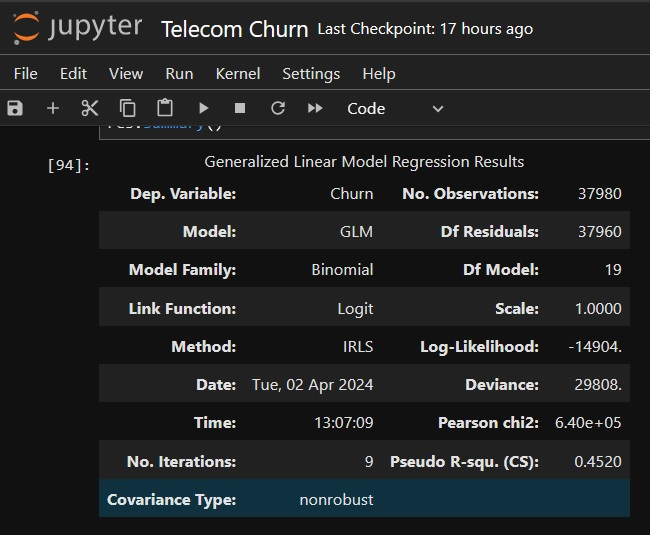 jupyter Telecom Churn Last Checkpoint: 17 hours ago
File Edit View Run Kernel Settings Help
Code
[94]: Generalized Linear Model Regression Results
Dep. Variable: Churn No. Observations: 37980
Model: GLM Df Residuals: 37960
Model Family: Binomial Df Model: 19
Link Function: Logit Scale: 1.0000
Method: IRLS Log-Likelihood: -14904.
Date: Tue, 02 Apr 2024 Deviance: 29808.
Time: 13:07:09 Pearson chi2: 6.40e+05
No. Iterations: 9 Pseudo R-squ. (CS): 0.4520
Covariance Type: nonrobust